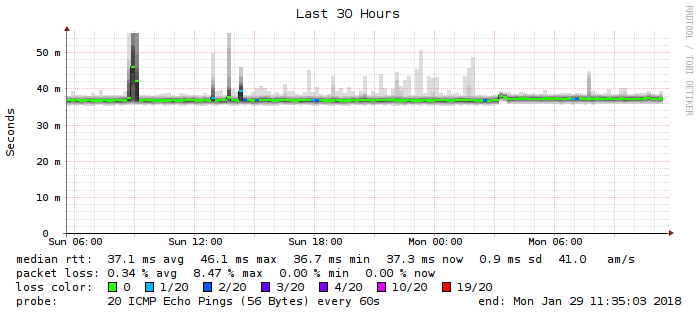 Last 30 Hours
RRDTOOL / TOBI OETIKER
Seconds
50 m
40 m
30 m
20 m
10 m
0
Sun 06:00 Sun 12:00 Sun 18:00 Mon 00:00 Mon 06:00
median rtt: 37.1 ms avg 46.1 ms max 36.7 ms min 37.3 ms now 0.9 ms sd 41.0 am/s
packet loss: 0.34 % avg 8.47 % max 0.00 % min 0.00 % now
loss color: 0 1/20 2/20 3/20 4/20 10/20 19/20
probe: 20 ICMP Echo Pings (56 Bytes) every 60s end: Mon Jan 29 11:35:03 2018